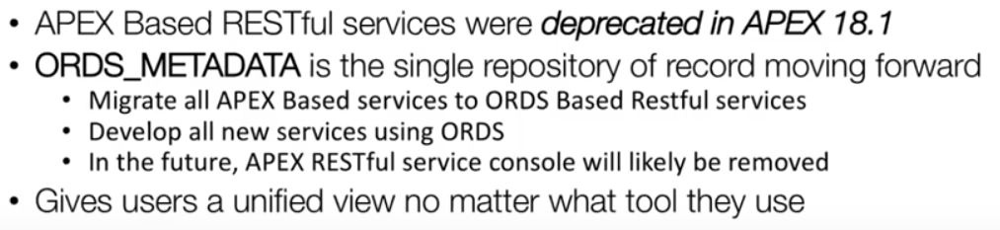 • APEX Based RESTful services were deprecated in APEX 18.1
• ORDS_METADATA is the single repository of record moving forward
• Migrate all APEX Based services to ORDS Based Restful services
• Develop all new services using ORDS
• In the future, APEX RESTful service console will likely be removed
• Gives users a unified view no matter what tool they use